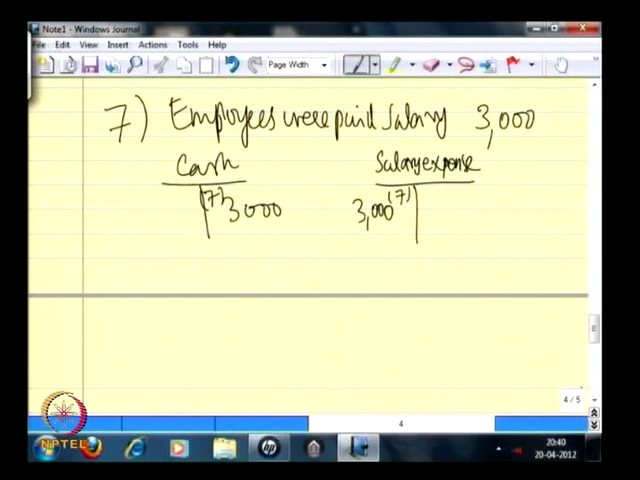 Note1 - Windows Journal
File Edit View Insert Actions Tools Help
Page Width
7) Employees were paid salary 3,000
Cash Salary expense
(7) 3000 3,000 (7)
4 / 5
4
NPTEL
20:40
20-04-2012